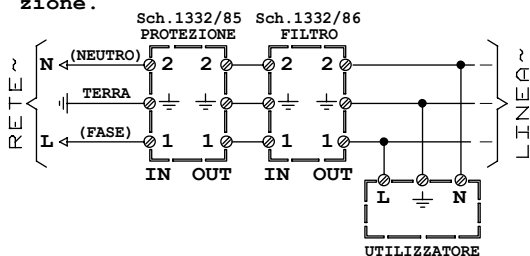 zione.
Sch.1332/85 Sch.1332/86
PROTEZIONE FILTRO
RETE~
N (NEUTRO) 2 2 2 2
TERRA
L (FASE) 1 1 1 1
IN OUT IN OUT
LINEA~
L N
UTILIZZATORE